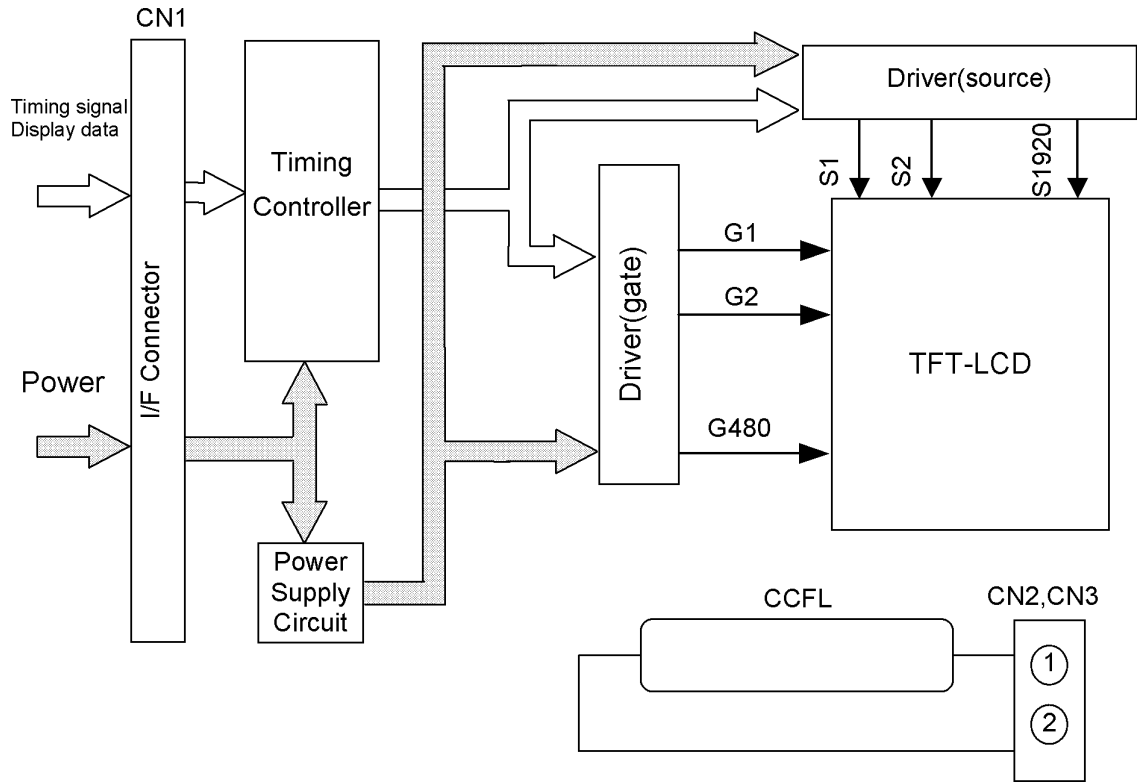 CN1
Timing signal
Display data
Power
I/F Connector
Timing
Controller
Power
Supply
Circuit
Driver(source)
S1
S2
S1920
Driver(gate)
G1
G2
G480
TFT-LCD
CCFL
CN2,CN3
1
2